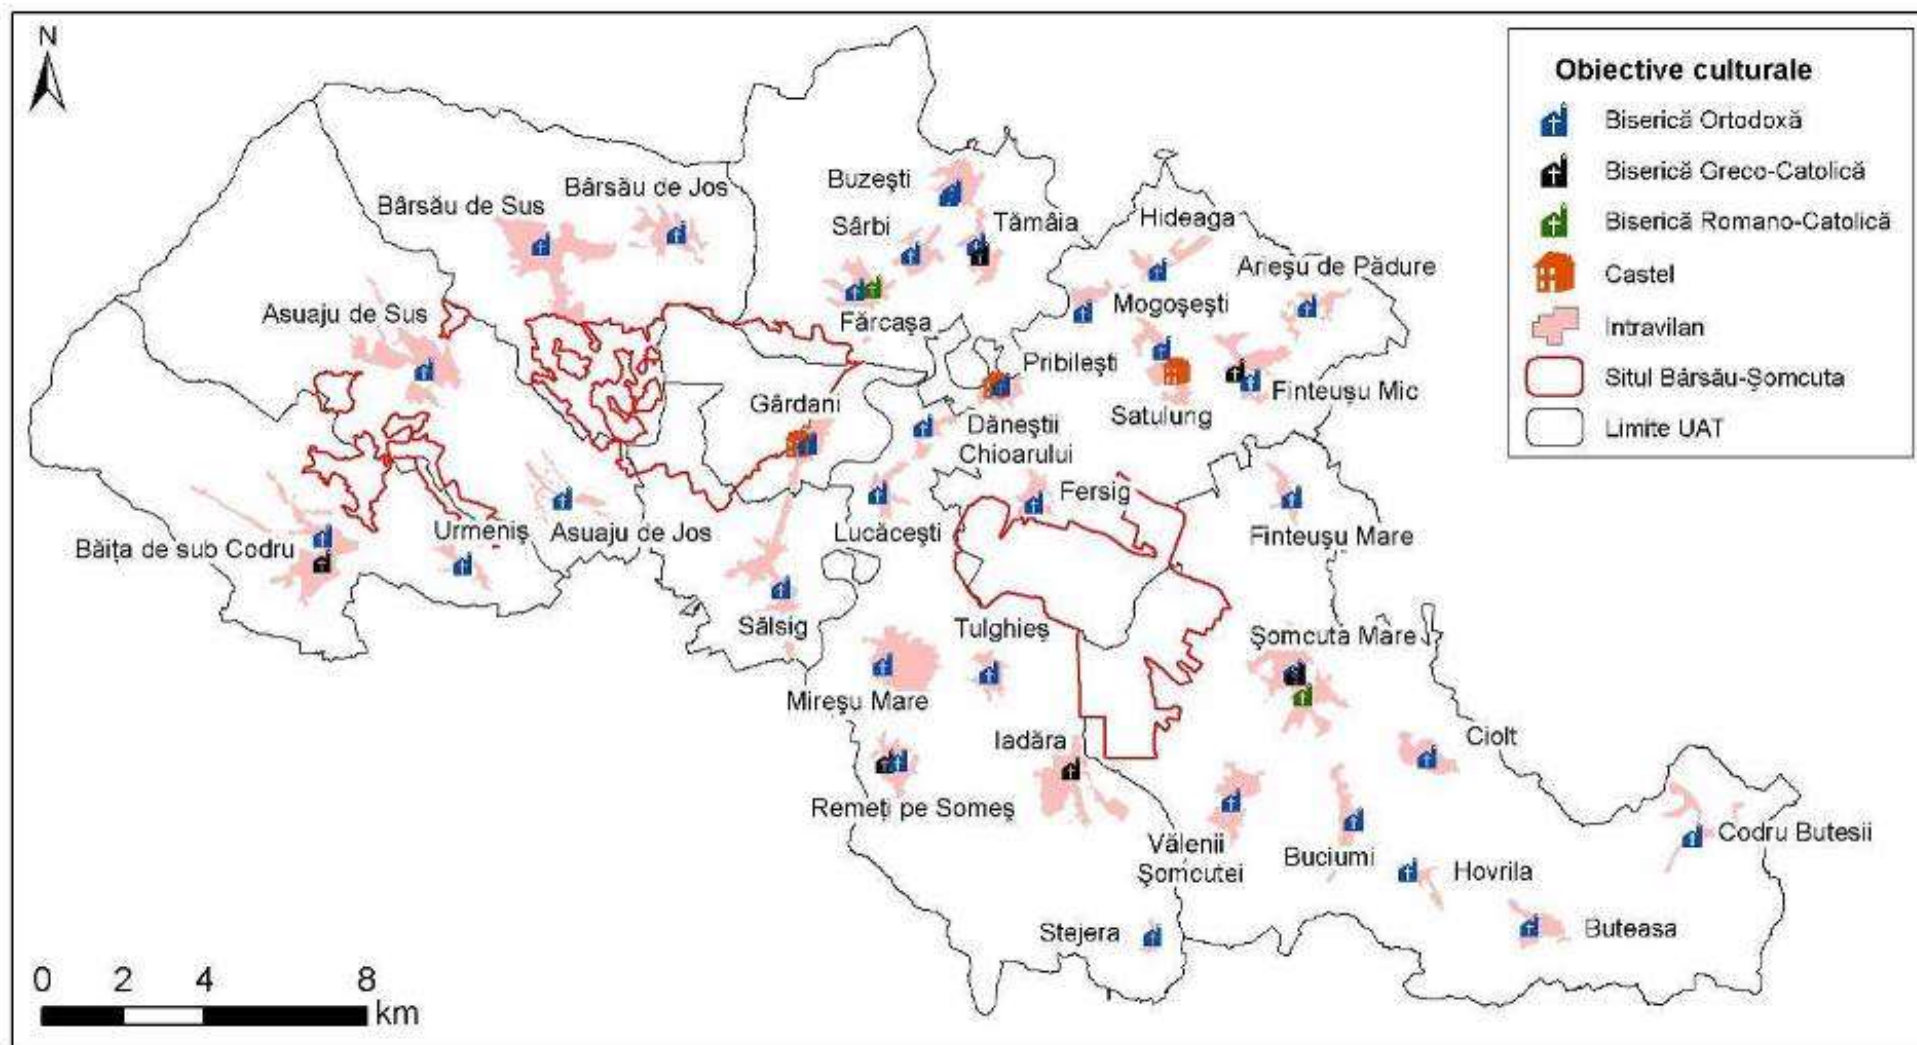 N
Obiective culturale
Biserică Ortodoxă
Biserică Greco-Catolică
Biserică Romano-Catolică
Castel
Intravilan
Situl Bârsău-Șomcuta
Limite UAT
Buzești
Bârsău de Jos
Bârsău de Sus
Sârbi
Tămâia
Hideaga
Arieșu de Pădure
Asuaju de Sus
Fărcașa
Mogoșești
Pribilești
Gârdani
Satulung
Finteușu Mic
Dăneștii
Chioarului
Fersig
Urmeniș
Asuaju de Jos
Lucăcești
Finteușu Mare
Băița de sub Codru
Sălsig
Tulghieș
Șomcuta Mare
Mireșu Mare
Iadăra
Ciolt
Remeți pe Someș
Vălenii
Șomcutei
Buciumi
Codru Butesii
Hovrila
Stejera
Buteasa
0 2 4 8
km